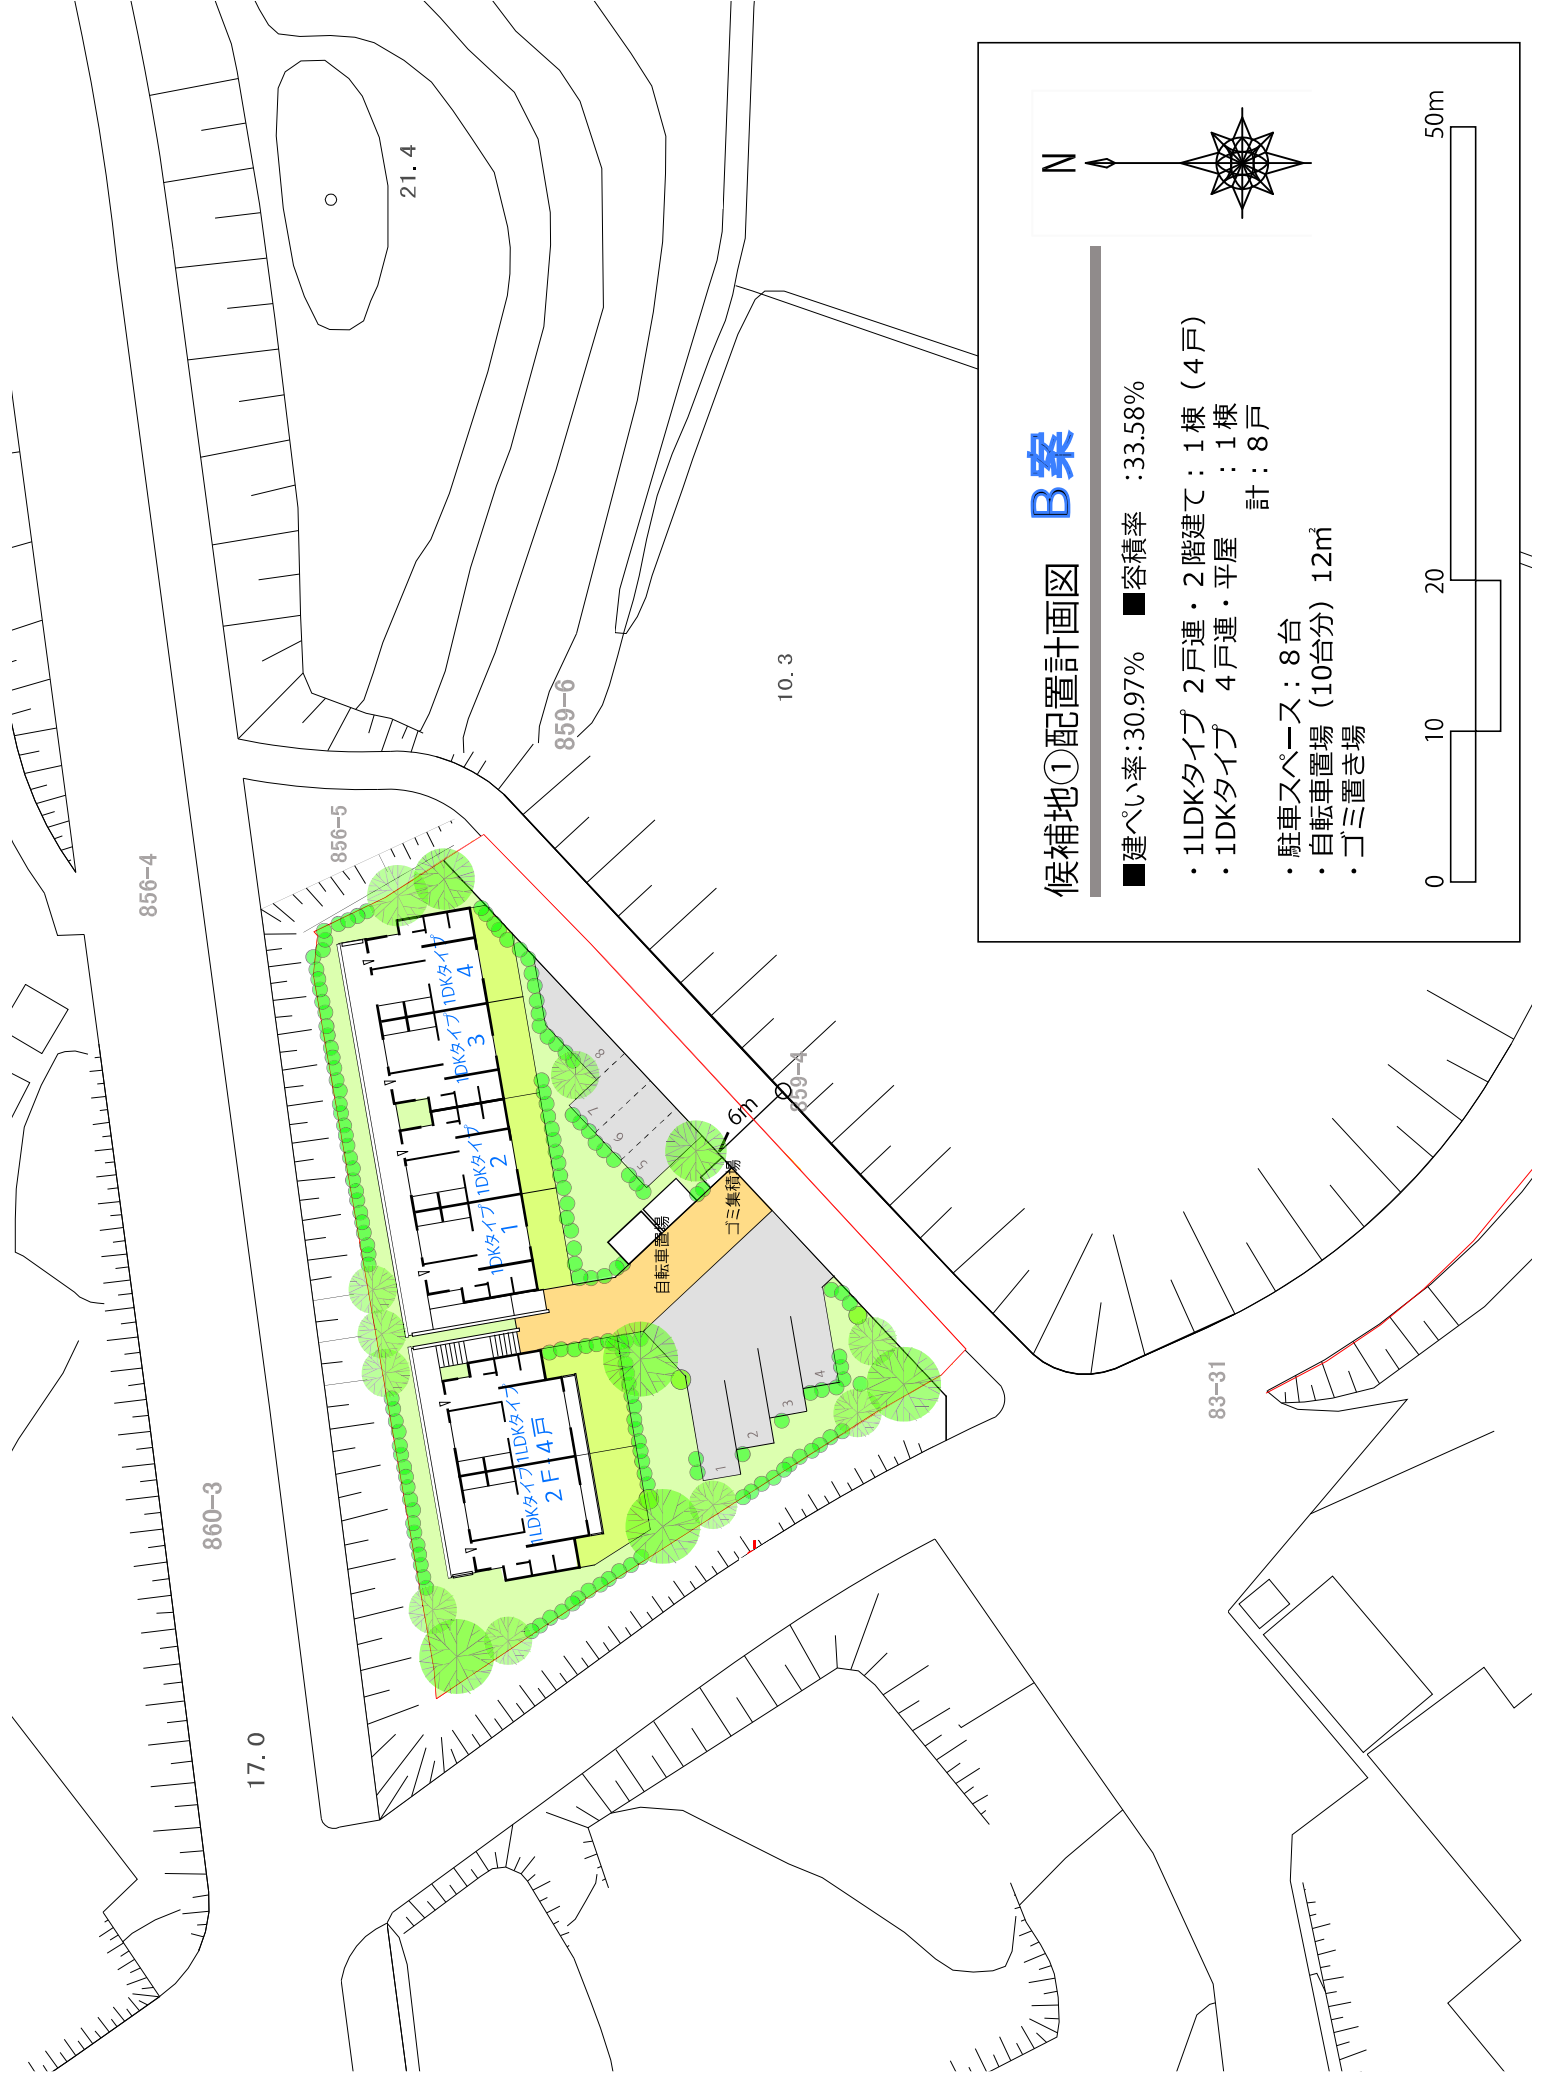 候補地①配置計画図　B案
N
■建ぺい率：30.97%　■容積率　：33.58%
・1LDKタイプ　2戸連・2階建て：1棟（4戸）
・1DKタイプ　4戸連・平屋　：1棟
計：8戸
・駐車スペース：8台
・自転車置場（10台分）12㎡
・ゴミ置き場
0　10　20　50m
21.4
856-4
856-5
859-6
10.3
860-3
17.0
859-4
83-31
6m
1LDKタイプ 1LDKタイプ
2F-4戸
1DKタイプ
1
1DKタイプ
2
1DKタイプ
3
1DKタイプ
4
自転車置場
ゴミ集積場
1
2
3
4
5
6
7
8